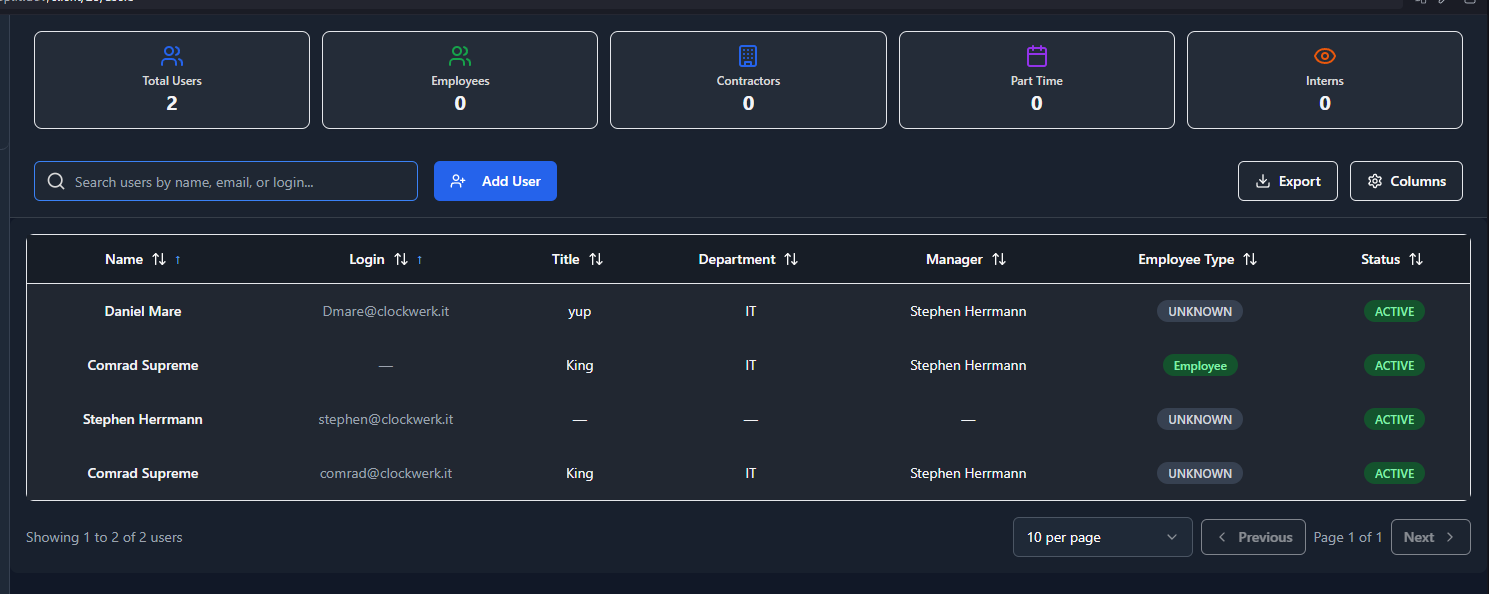 Total Users
2
Employees
0
Contractors
0
Part Time
0
Interns
0
Search users by name, email, or login...
Add User
Export
Columns
Name ↑↓ ↑ Login ↑↓ ↑ Title ↑↓ Department ↑↓ Manager ↑↓ Employee Type ↑↓ Status ↑↓
Daniel Mare Dmare@clockwerk.it yup IT Stephen Herrmann UNKNOWN ACTIVE
Comrad Supreme — King IT Stephen Herrmann Employee ACTIVE
Stephen Herrmann stephen@clockwerk.it — — — UNKNOWN ACTIVE
Comrad Supreme comrad@clockwerk.it King IT Stephen Herrmann UNKNOWN ACTIVE
Showing 1 to 2 of 2 users 10 per page Previous Page 1 of 1 Next